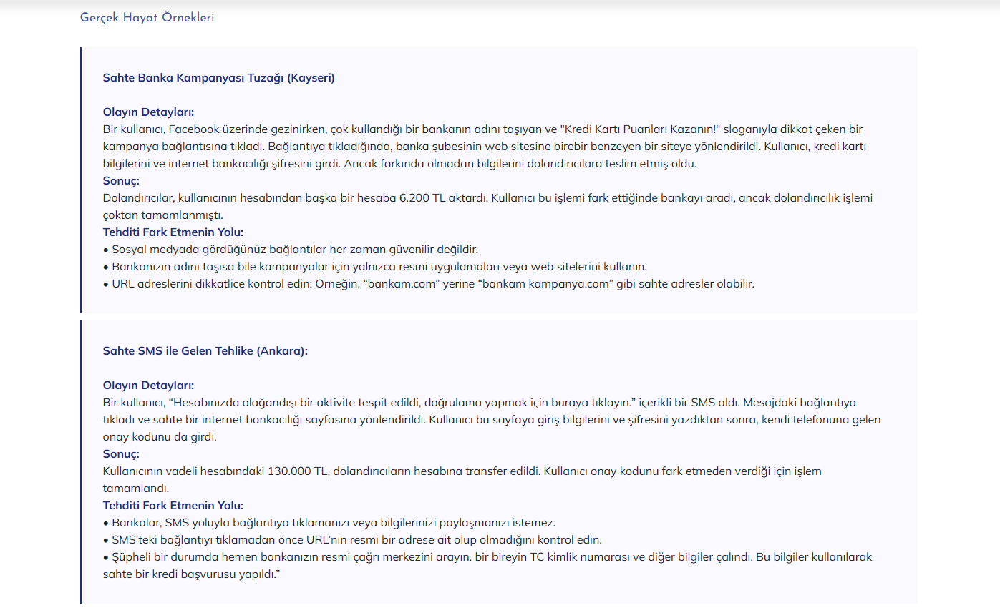 Gerçek Hayat Örnekleri
Sahte Banka Kampanyası Tuzağı (Kayseri)
Olayın Detayları:
Bir kullanıcı, Facebook üzerinde gezinirken, çok kullandığı bir bankanın adını taşıyan ve "Kredi Kartı Puanları Kazanın!" sloganıyla dikkat çeken bir
kampanya bağlantısına tıkladı. Bağlantıya tıkladığında, banka şubesinin web sitesine birebir benzeyen bir siteye yönlendirildi. Kullanıcı, kredi kartı
bilgilerini ve internet bankacılığı şifresini girdi. Ancak farkında olmadan bilgilerini dolandırıcılara teslim etmiş oldu.
Sonuç:
Dolandırıcılar, kullanıcının hesabından başka bir hesaba 6.200 TL aktardı. Kullanıcı bu işlemi fark ettiğinde bankayı aradı, ancak dolandırıcılık işlemi
çoktan tamamlanmıştı.
Tehditi Fark Etmenin Yolu:
• Sosyal medyada gördüğünüz bağlantılar her zaman güvenilir değildir.
• Bankanızın adını taşısa bile kampanyalar için yalnızca resmi uygulamaları veya web sitelerini kullanın.
• URL adreslerini dikkatlice kontrol edin: Örneğin, “bankam.com” yerine “bankam kampanya.com” gibi sahte adresler olabilir.
Sahte SMS ile Gelen Tehlike (Ankara):
Olayın Detayları:
Bir kullanıcı, “Hesabınızda olağandışı bir aktivite tespit edildi, doğrulama yapmak için buraya tıklayın.” içerikli bir SMS aldı. Mesajdaki bağlantıya
tıkladı ve sahte bir internet bankacılığı sayfasına yönlendirildi. Kullanıcı bu sayfaya giriş bilgilerini ve şifresini yazdıktan sonra, kendi telefonuna gelen
onay kodunu da girdi.
Sonuç:
Kullanıcının vadeli hesabındaki 130.000 TL, dolandırıcıların hesabına transfer edildi. Kullanıcı onay kodunu fark etmeden verdiği için işlem
tamamlandı.
Tehditi Fark Etmenin Yolu:
• Bankalar, SMS yoluyla bağlantıya tıklamanızı veya bilgilerinizi paylaşmanızı istemez.
• SMS’teki bağlantıyı tıklamadan önce URL’nin resmi bir adrese ait olup olmadığını kontrol edin.
• Şüpheli bir durumda hemen bankanızın resmi çağrı merkezini arayın. bir bireyin TC kimlik numarası ve diğer bilgiler çalındı. Bu bilgiler kullanılarak
sahte bir kredi başvurusu yapıldı.”